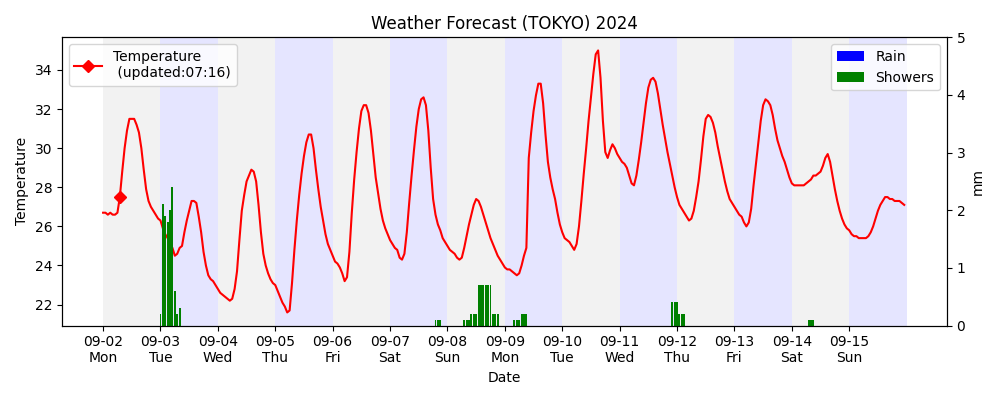 Weather Forecast (TOKYO) 2024
Temperature
(updated:07:16)
Rain
Showers
Temperature
34
32
30
28
26
24
22
5
4
3
2
1
0
mm
09-02 09-03 09-04 09-05 09-06 09-07 09-08 09-09 09-10 09-11 09-12 09-13 09-14 09-15
Mon Tue Wed Thu Fri Sat Sun Mon Tue Wed Thu Fri Sat Sun
Date